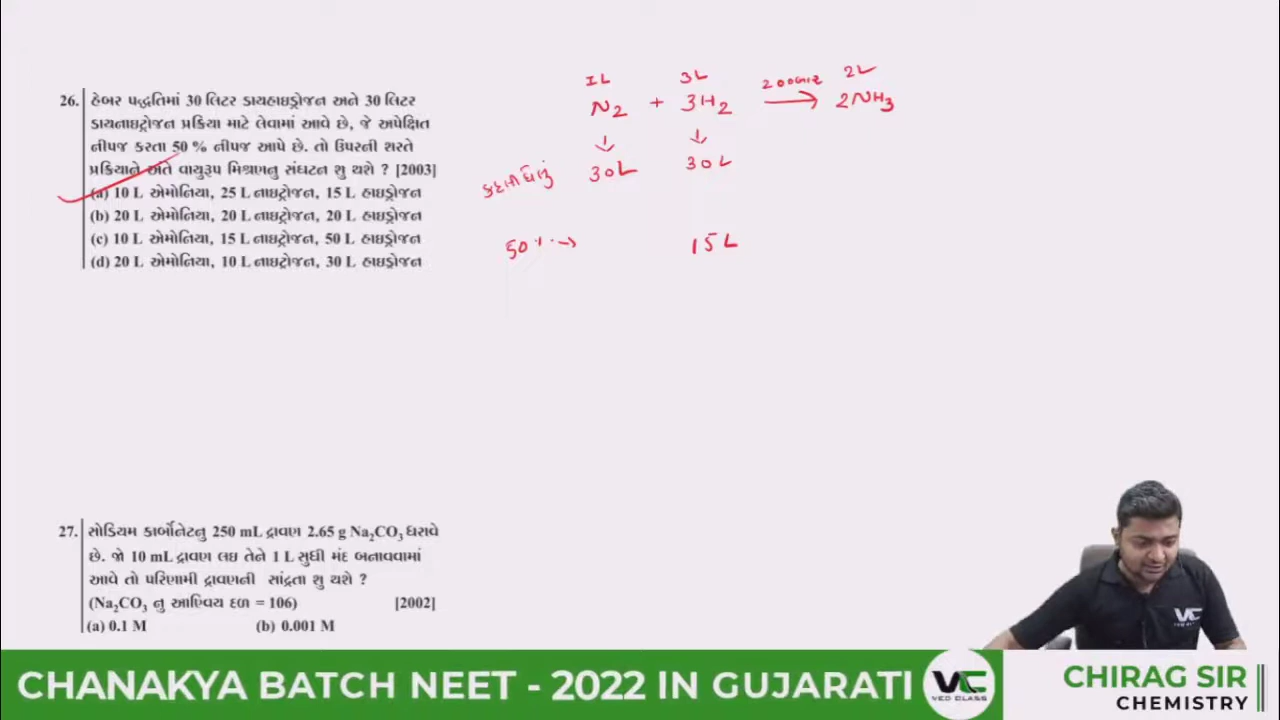 26. હેબર પદ્ધતિમાં 30 લિટર ડાયહાઇડ્રોજન અને 30 લિટર
ડાયનાઇટ્રોજન પ્રક્રિયા માટે લેવામાં આવે છે, જે અપેક્ષિત
નીપજ કરતા 50 % નીપજ આપે છે. તો ઉપરની શરતે
પ્રક્રિયાને અંતે વાયુરૂપ મિશ્રણનુ સંઘટન શુ થશે ? [2003]
(a) 10 L એમોનિયા, 25 L નાઇટ્રોજન, 15 L હાઇડ્રોજન
(b) 20 L એમોનિયા, 20 L નાઇટ્રોજન, 20 L હાઇડ્રોજન
(c) 10 L એમોનિયા, 15 L નાઇટ્રોજન, 50 L હાઇડ્રોજન
(d) 20 L એમોનિયા, 10 L નાઇટ્રોજન, 30 L હાઇડ્રોજન
1L 3L 200બાર 2L
N2 + 3H2 → 2NH3
↓ ↓
30L 30L
50% → 15 L
27. સોડિયમ કાર્બોનેટનુ 250 mL દ્રાવણ 2.65 g Na₂CO₃ ધરાવે
છે. જો 10 mL દ્રાવણ લઇ તેને 1 L સુધી મંદ બનાવવામાં
આવે તો પરિણામી દ્રાવણની સાંદ્રતા શુ થશે ?
(Na₂CO₃ નુ આણ્વિય દળ = 106) [2002]
(a) 0.1 M (b) 0.001 M
VC
CHANAKYA BATCH NEET - 2022 IN GUJARATI
VC
VED CLASS
CHIRAG SIR
CHEMISTRY